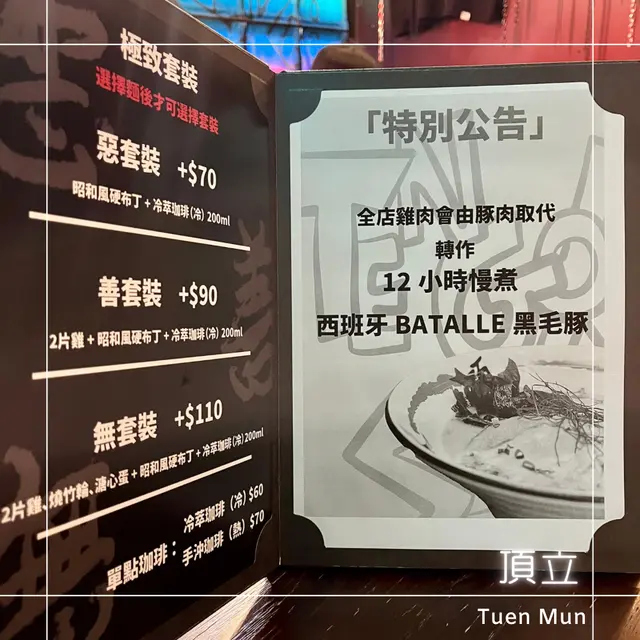 極致套裝
選擇麵後才可選擇套裝
惡套裝 +$70
昭和風硬布丁 + 冷萃珈琲(冷) 200ml
善套裝 +$90
2片雞 + 昭和風硬布丁 + 冷萃珈琲(冷) 200ml
無套裝 +$110
2片雞、燒竹輪、溏心蛋 + 昭和風硬布丁 + 冷萃珈琲(冷)200ml
單點珈琲：
冷萃珈琲 (冷) $60
手沖珈琲 (熱) $70
「特別公告」
全店雞肉會由豚肉取代
轉作
12 小時慢煮
西班牙 BATALLE 黑毛豚
頂立
Tuen Mun